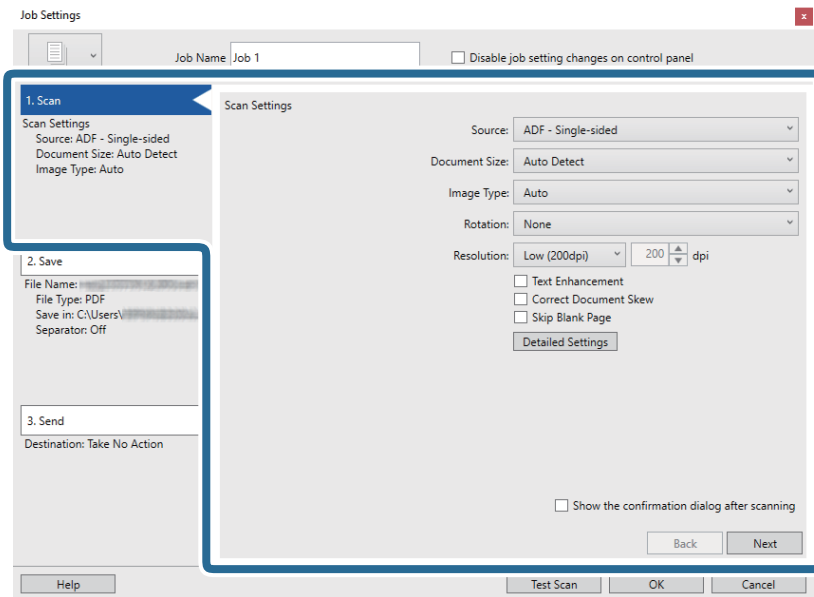 Job Settings
Job Name Job 1
Disable job setting changes on control panel
1. Scan
Scan Settings
Source: ADF - Single-sided
Document Size: Auto Detect
Image Type: Auto
2. Save
File Name:
File Type: PDF
Save in: C:\Users\
Separator: Off
3. Send
Destination: Take No Action
Scan Settings
Source: ADF - Single-sided
Document Size: Auto Detect
Image Type: Auto
Rotation: None
Resolution: Low (200dpi) 200 dpi
Text Enhancement
Correct Document Skew
Skip Blank Page
Detailed Settings
Show the confirmation dialog after scanning
Back Next
Help Test Scan OK Cancel